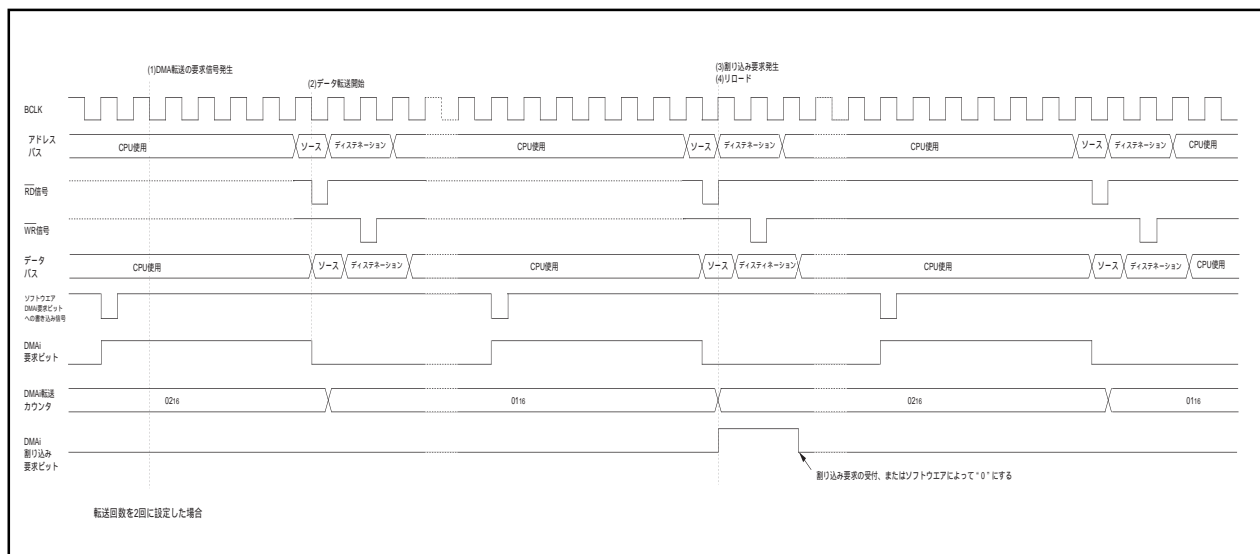 (1)DMA転送の要求信号発生
(2)データ転送開始
(3)割り込み要求発生
(4)リロード
BCLK
アドレス
バス
CPU使用
ソース
ディステネーション
CPU使用
ソース
ディステネーション
CPU使用
ソース
ディステネーション
CPU使用
RD信号
WR信号
データ
バス
CPU使用
ソース
ディステネーション
CPU使用
ソース
ディスティネーション
CPU使用
ソース
ディステネーション
CPU使用
ソフトウエア
DMAi要求ビット
への書き込み信号
DMAi
要求ビット
DMAi転送
カウンタ
0216
0116
0216
0116
DMAi
割り込み
要求ビット
割り込み要求の受付、またはソフトウエアによって“0”にする
転送回数を2回に設定した場合